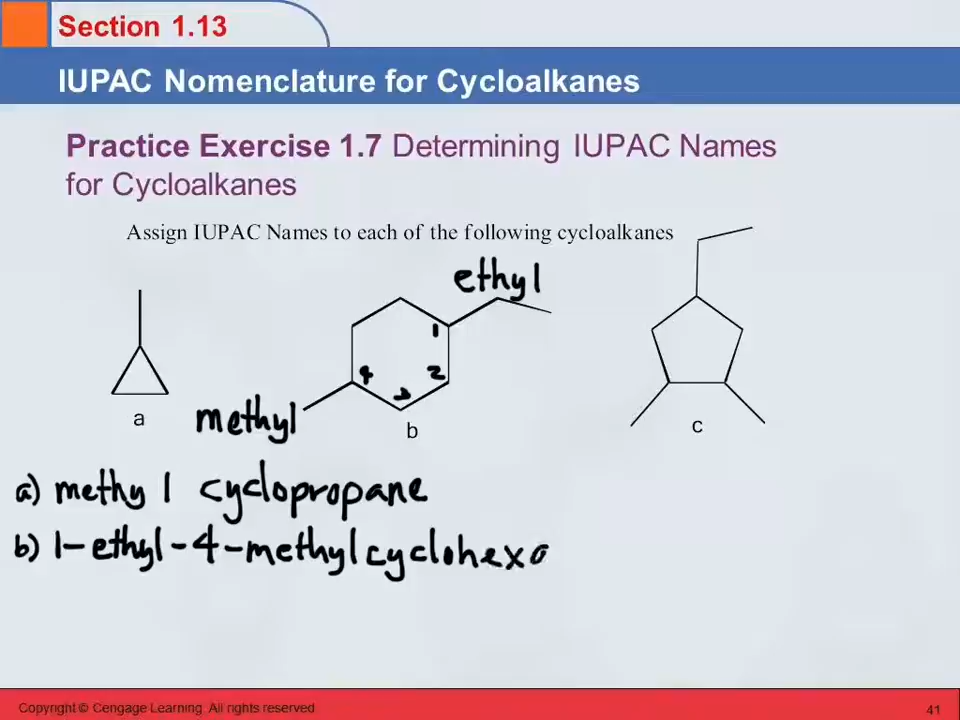 Section 1.13
IUPAC Nomenclature for Cycloalkanes
Practice Exercise 1.7 Determining IUPAC Names
for Cycloalkanes
Assign IUPAC Names to each of the following cycloalkanes
ethyl
1
4
2
3
methyl
a
b
c
a) methyl cyclopropane
b) 1-ethyl-4-methylcyclohexa
Copyright © Cengage Learning. All rights reserved
41